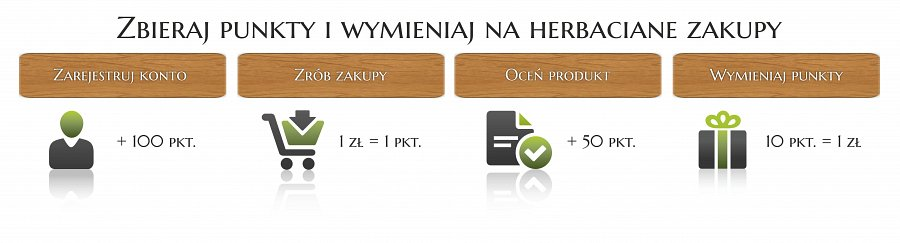 Zbieraj punkty i wymieniaj na herbaciane zakupy
Zarejestruj konto
Zrób zakupy
Oceń produkt
Wymieniaj punkty
+ 100 pkt.
1 zł = 1 pkt.
+ 50 pkt.
10 pkt. = 1 zł